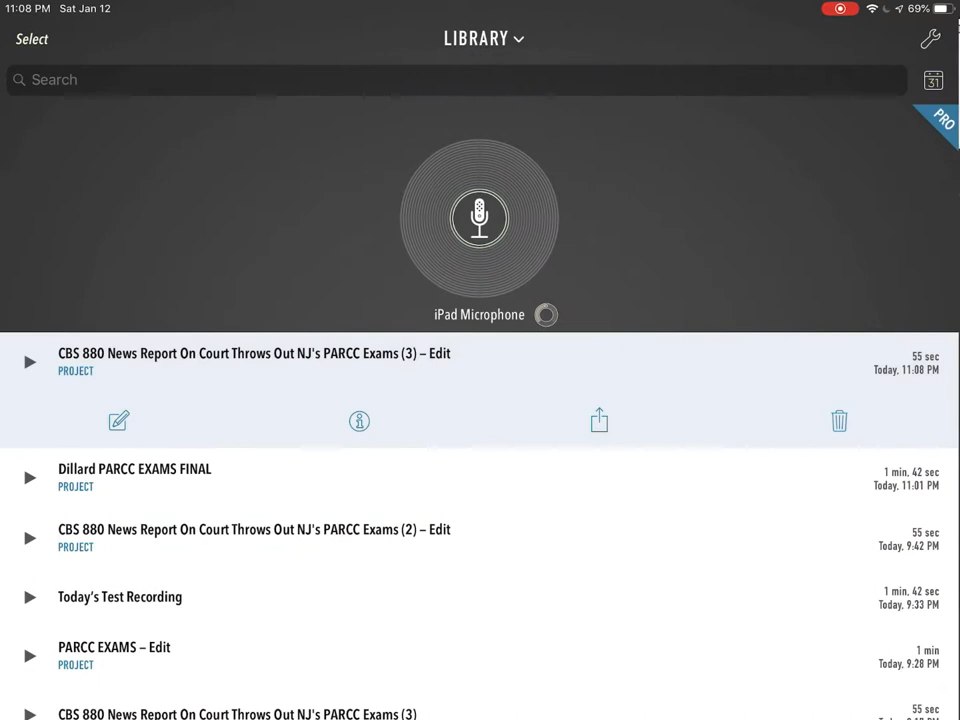 11:08 PM Sat Jan 12 69%
Select
LIBRARY
Search
31
PRO
iPad Microphone
CBS 880 News Report On Court Throws Out NJ's PARCC Exams (3) – Edit
PROJECT
55 sec
Today, 11:08 PM
Dillard PARCC EXAMS FINAL
PROJECT
1 min, 42 sec
Today, 11:01 PM
CBS 880 News Report On Court Throws Out NJ's PARCC Exams (2) – Edit
PROJECT
55 sec
Today, 9:42 PM
Today's Test Recording
1 min, 42 sec
Today, 9:33 PM
PARCC EXAMS – Edit
PROJECT
1 min
Today, 9:28 PM
CBS 880 News Report On Court Throws Out NJ's PARCC Exams (3)
55 sec